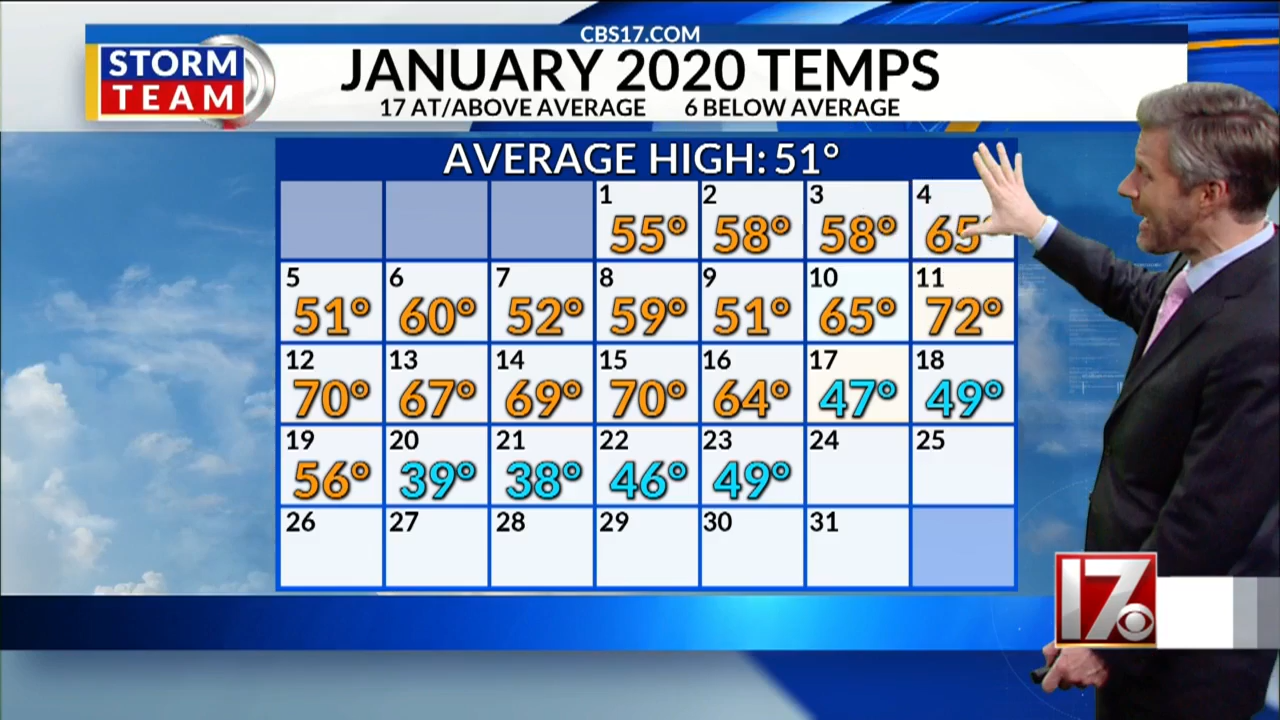 CBS17.COM
STORM
TEAM
JANUARY 2020 TEMPS
17 AT/ABOVE AVERAGE 6 BELOW AVERAGE
AVERAGE HIGH: 51°
1 2 3 4
55° 58° 58° 65°
5 6 7 8 9 10 11
51° 60° 52° 59° 51° 65° 72°
12 13 14 15 16 17 18
70° 67° 69° 70° 64° 47° 49°
19 20 21 22 23 24 25
56° 39° 38° 46° 49°
26 27 28 29 30 31
17